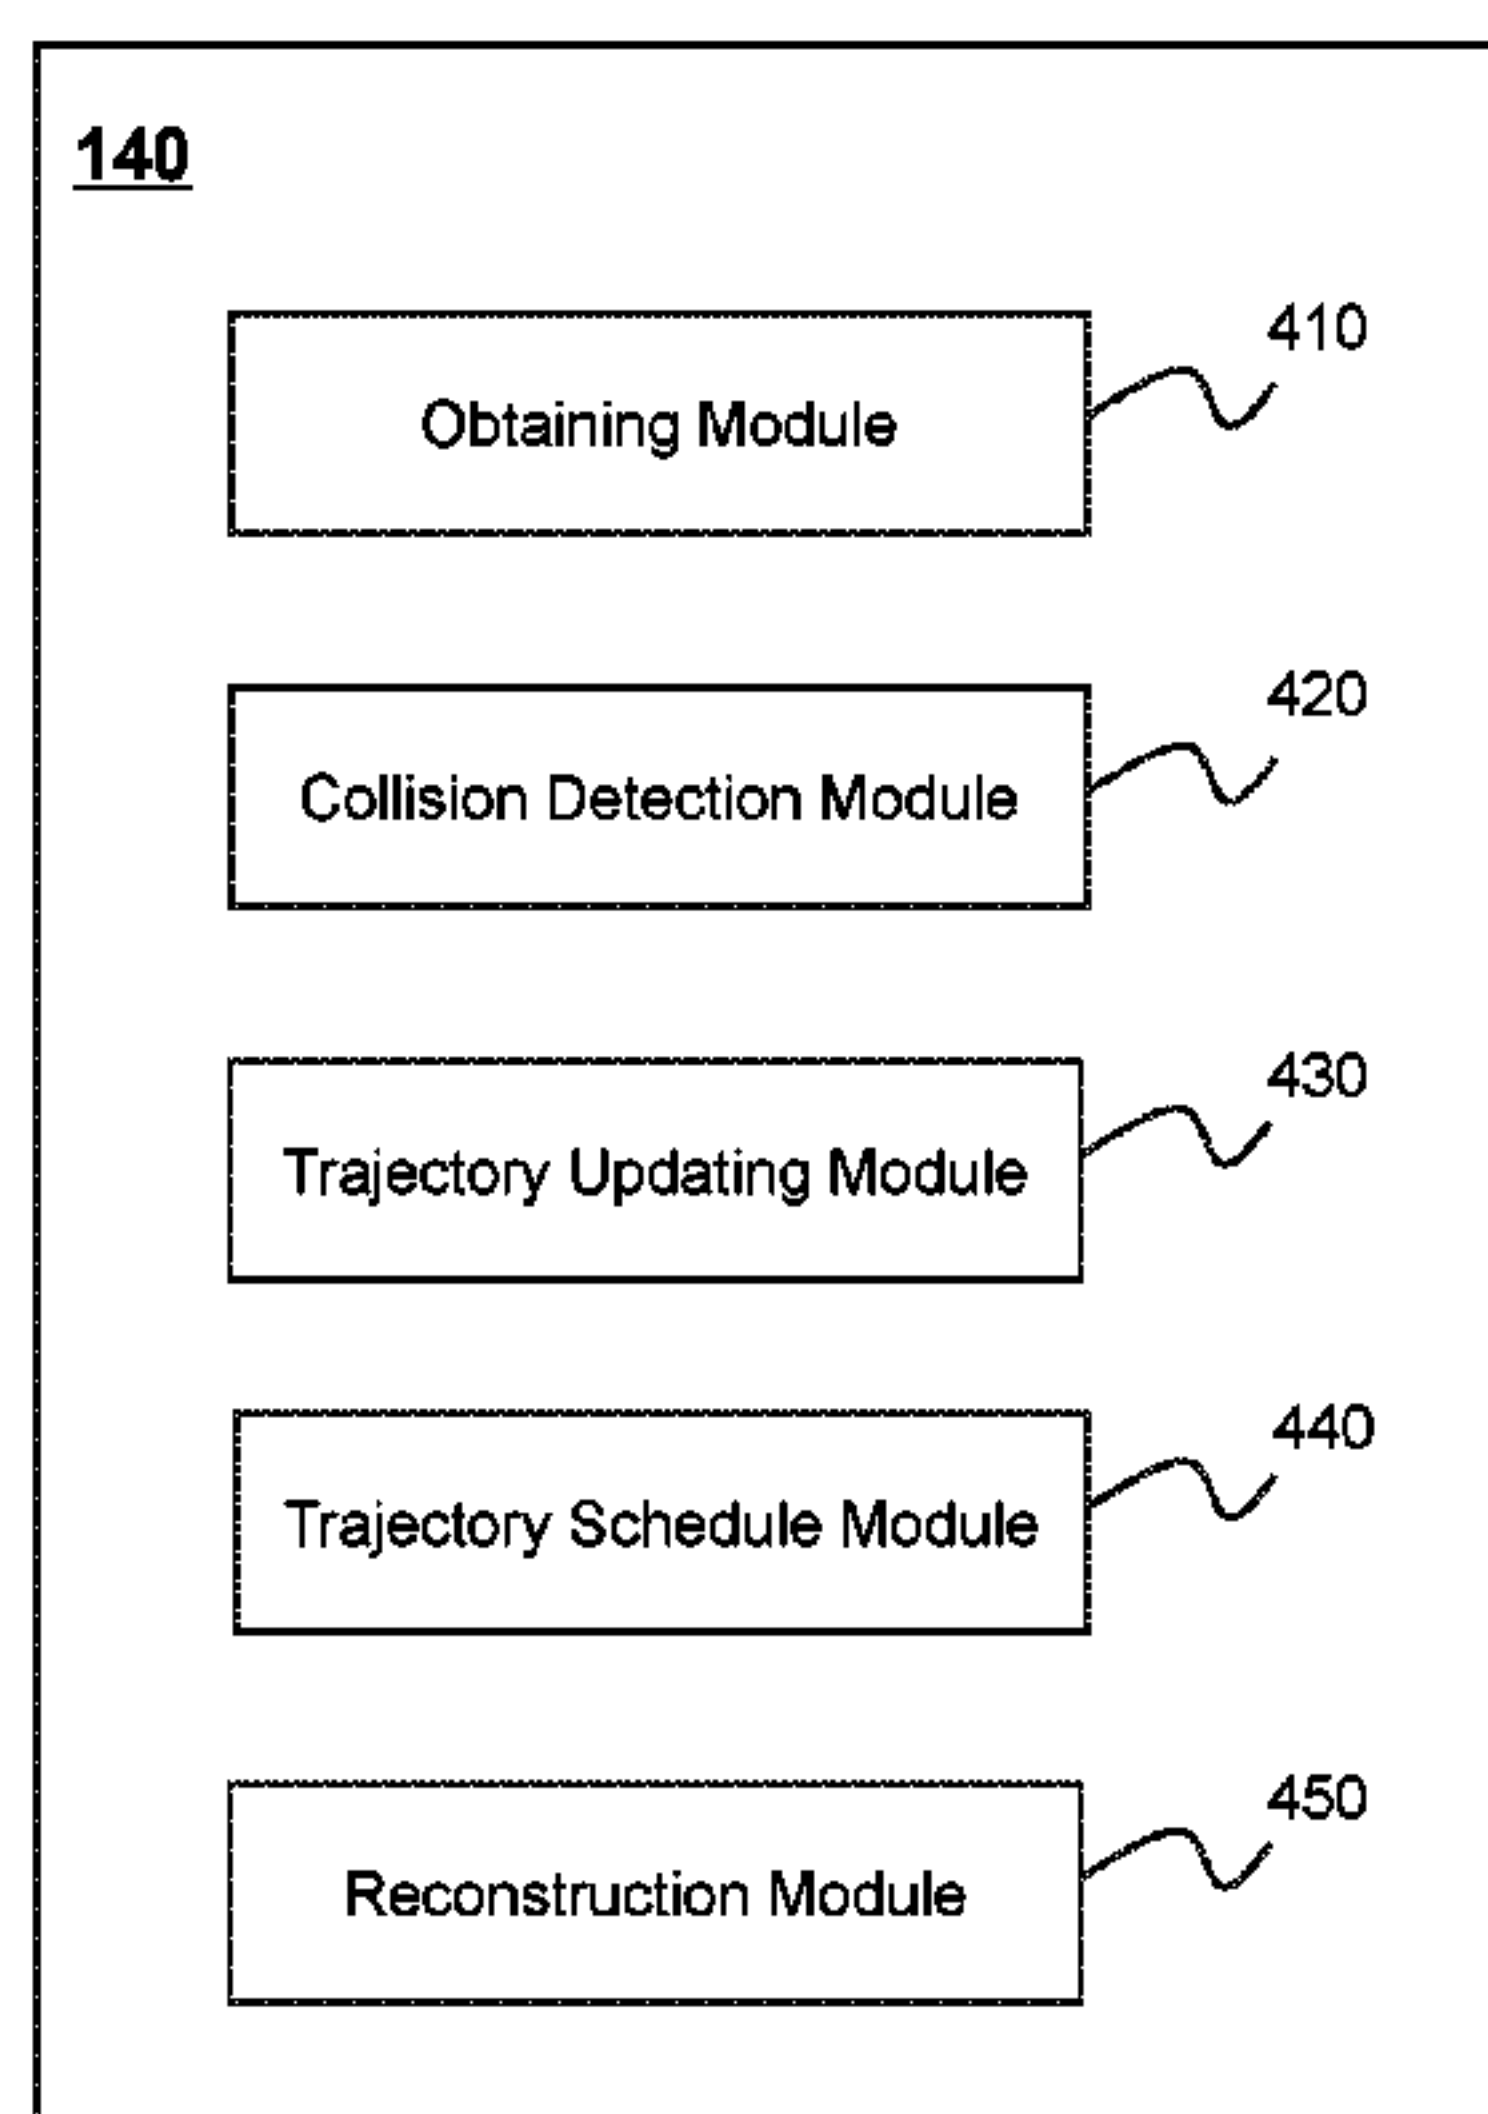 140
410
Obtaining Module
420
Collision Detection Module
430
Trajectory Updating Module
440
Trajectory Schedule Module
450
Reconstruction Module